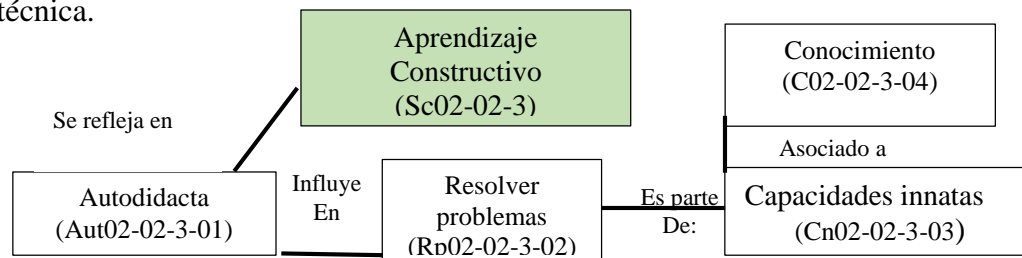 técnica.
Aprendizaje
Constructivo
(Sc02-02-3)
Conocimiento
(C02-02-3-04)
Se refleja en
Asociado a
Autodidacta
(Aut02-02-3-01)
Influye
En
Resolver
problemas
(Rp02-02-3-02)
Es parte
De:
Capacidades innatas
(Cn02-02-3-03)